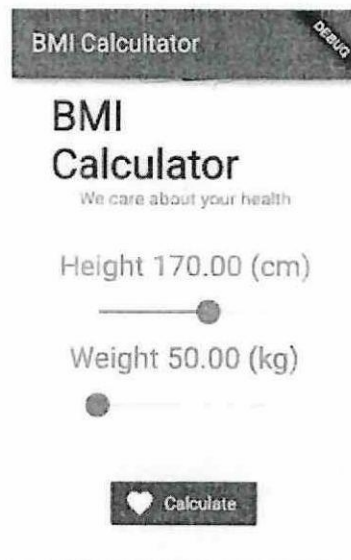 BMI Calcultator
DEBUG
BMI
Calculator
We care about your health
Height 170.00 (cm)
Weight 50.00 (kg)
Calculate